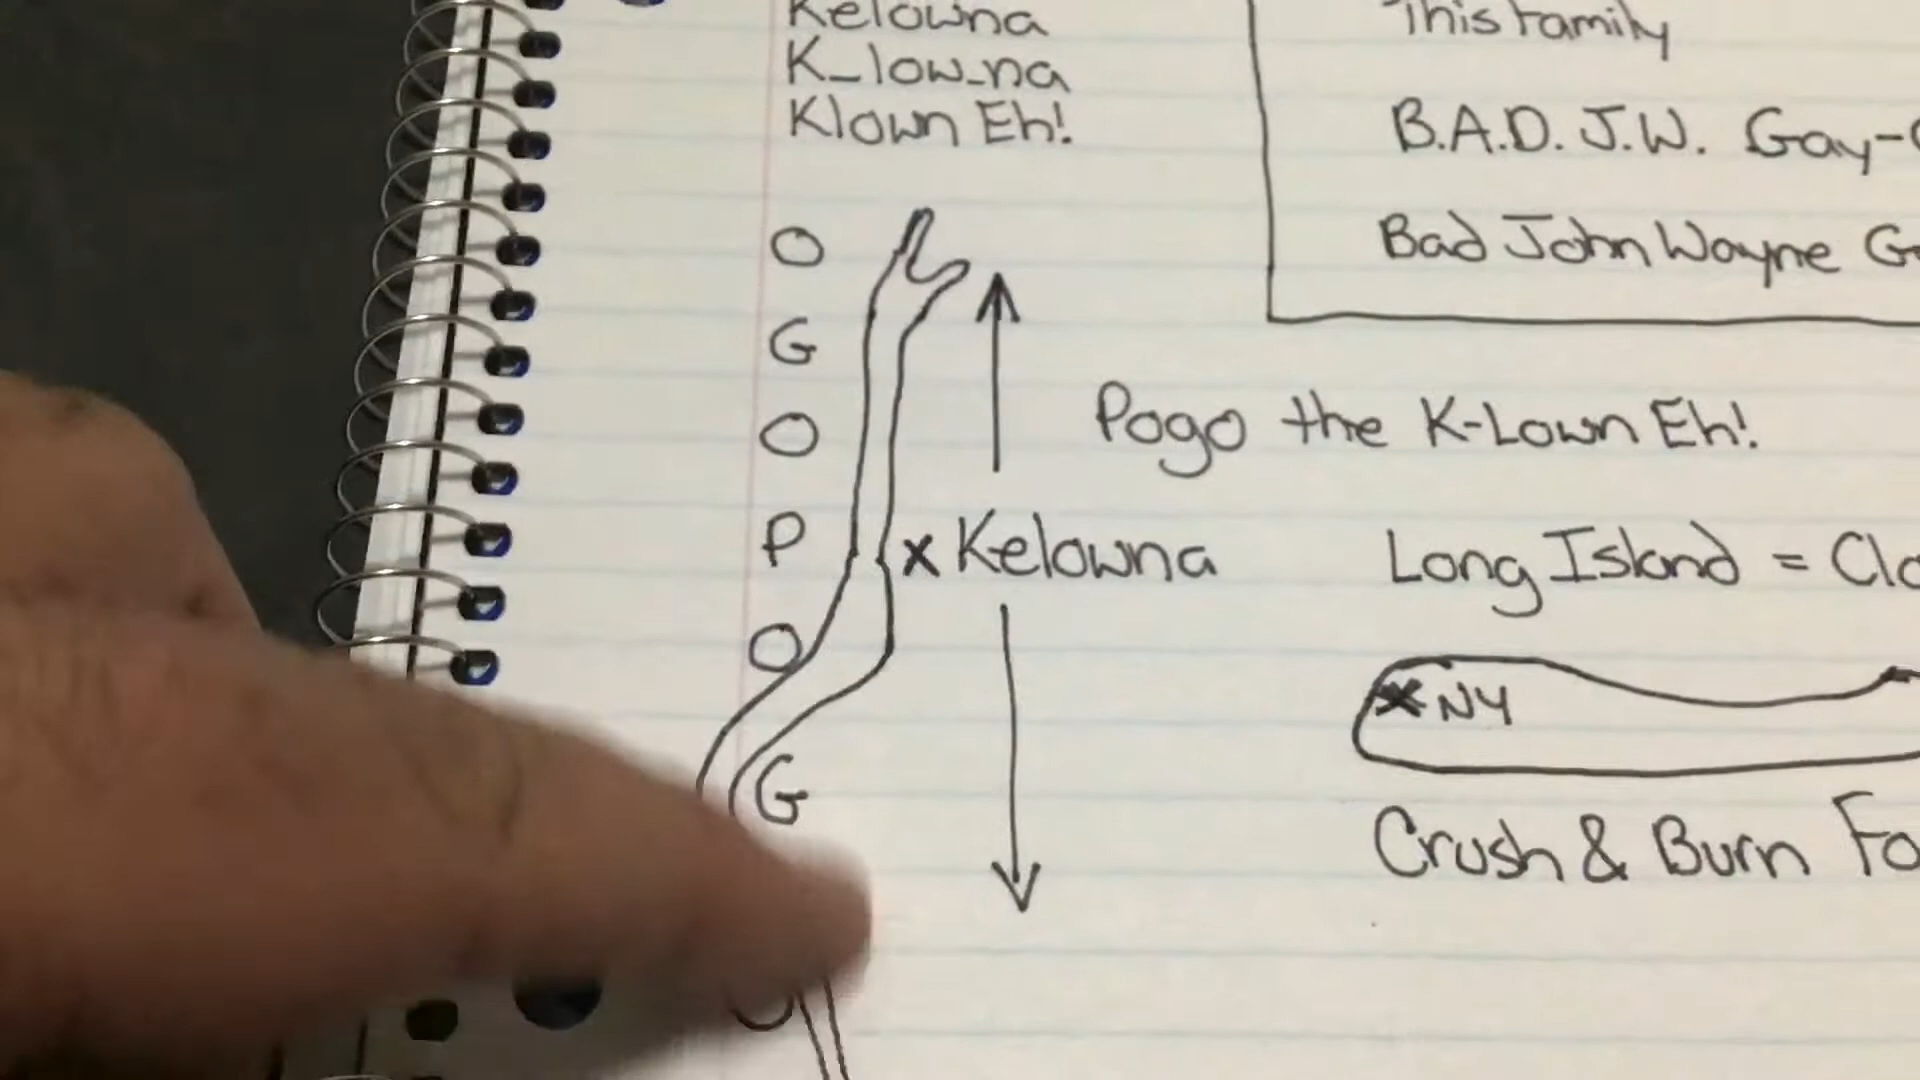 Kelowna
K_low_na
Klown Eh!
This Family
B.A.D. J.W. Gay-
Bad John Wayne
O
G
O
P
O
G
Pogo the K-Lown Eh!
x Kelowna
Long Island =
x NY
Crush & Burn